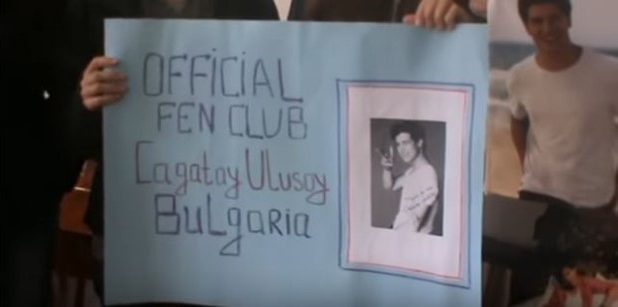 OFFICIAL
FEN CLUB
Cagatay Ulusoy
BuLgaria